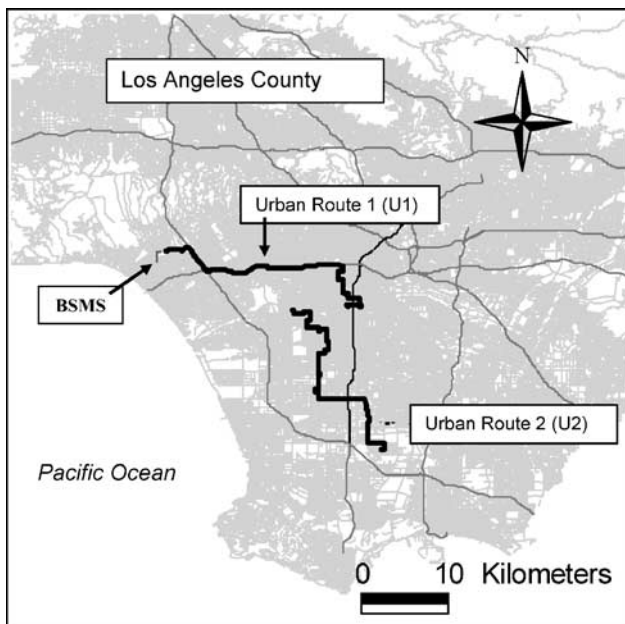 N
Los Angeles County
Urban Route 1 (U1)
BSMS
Urban Route 2 (U2)
Pacific Ocean
0 10 Kilometers